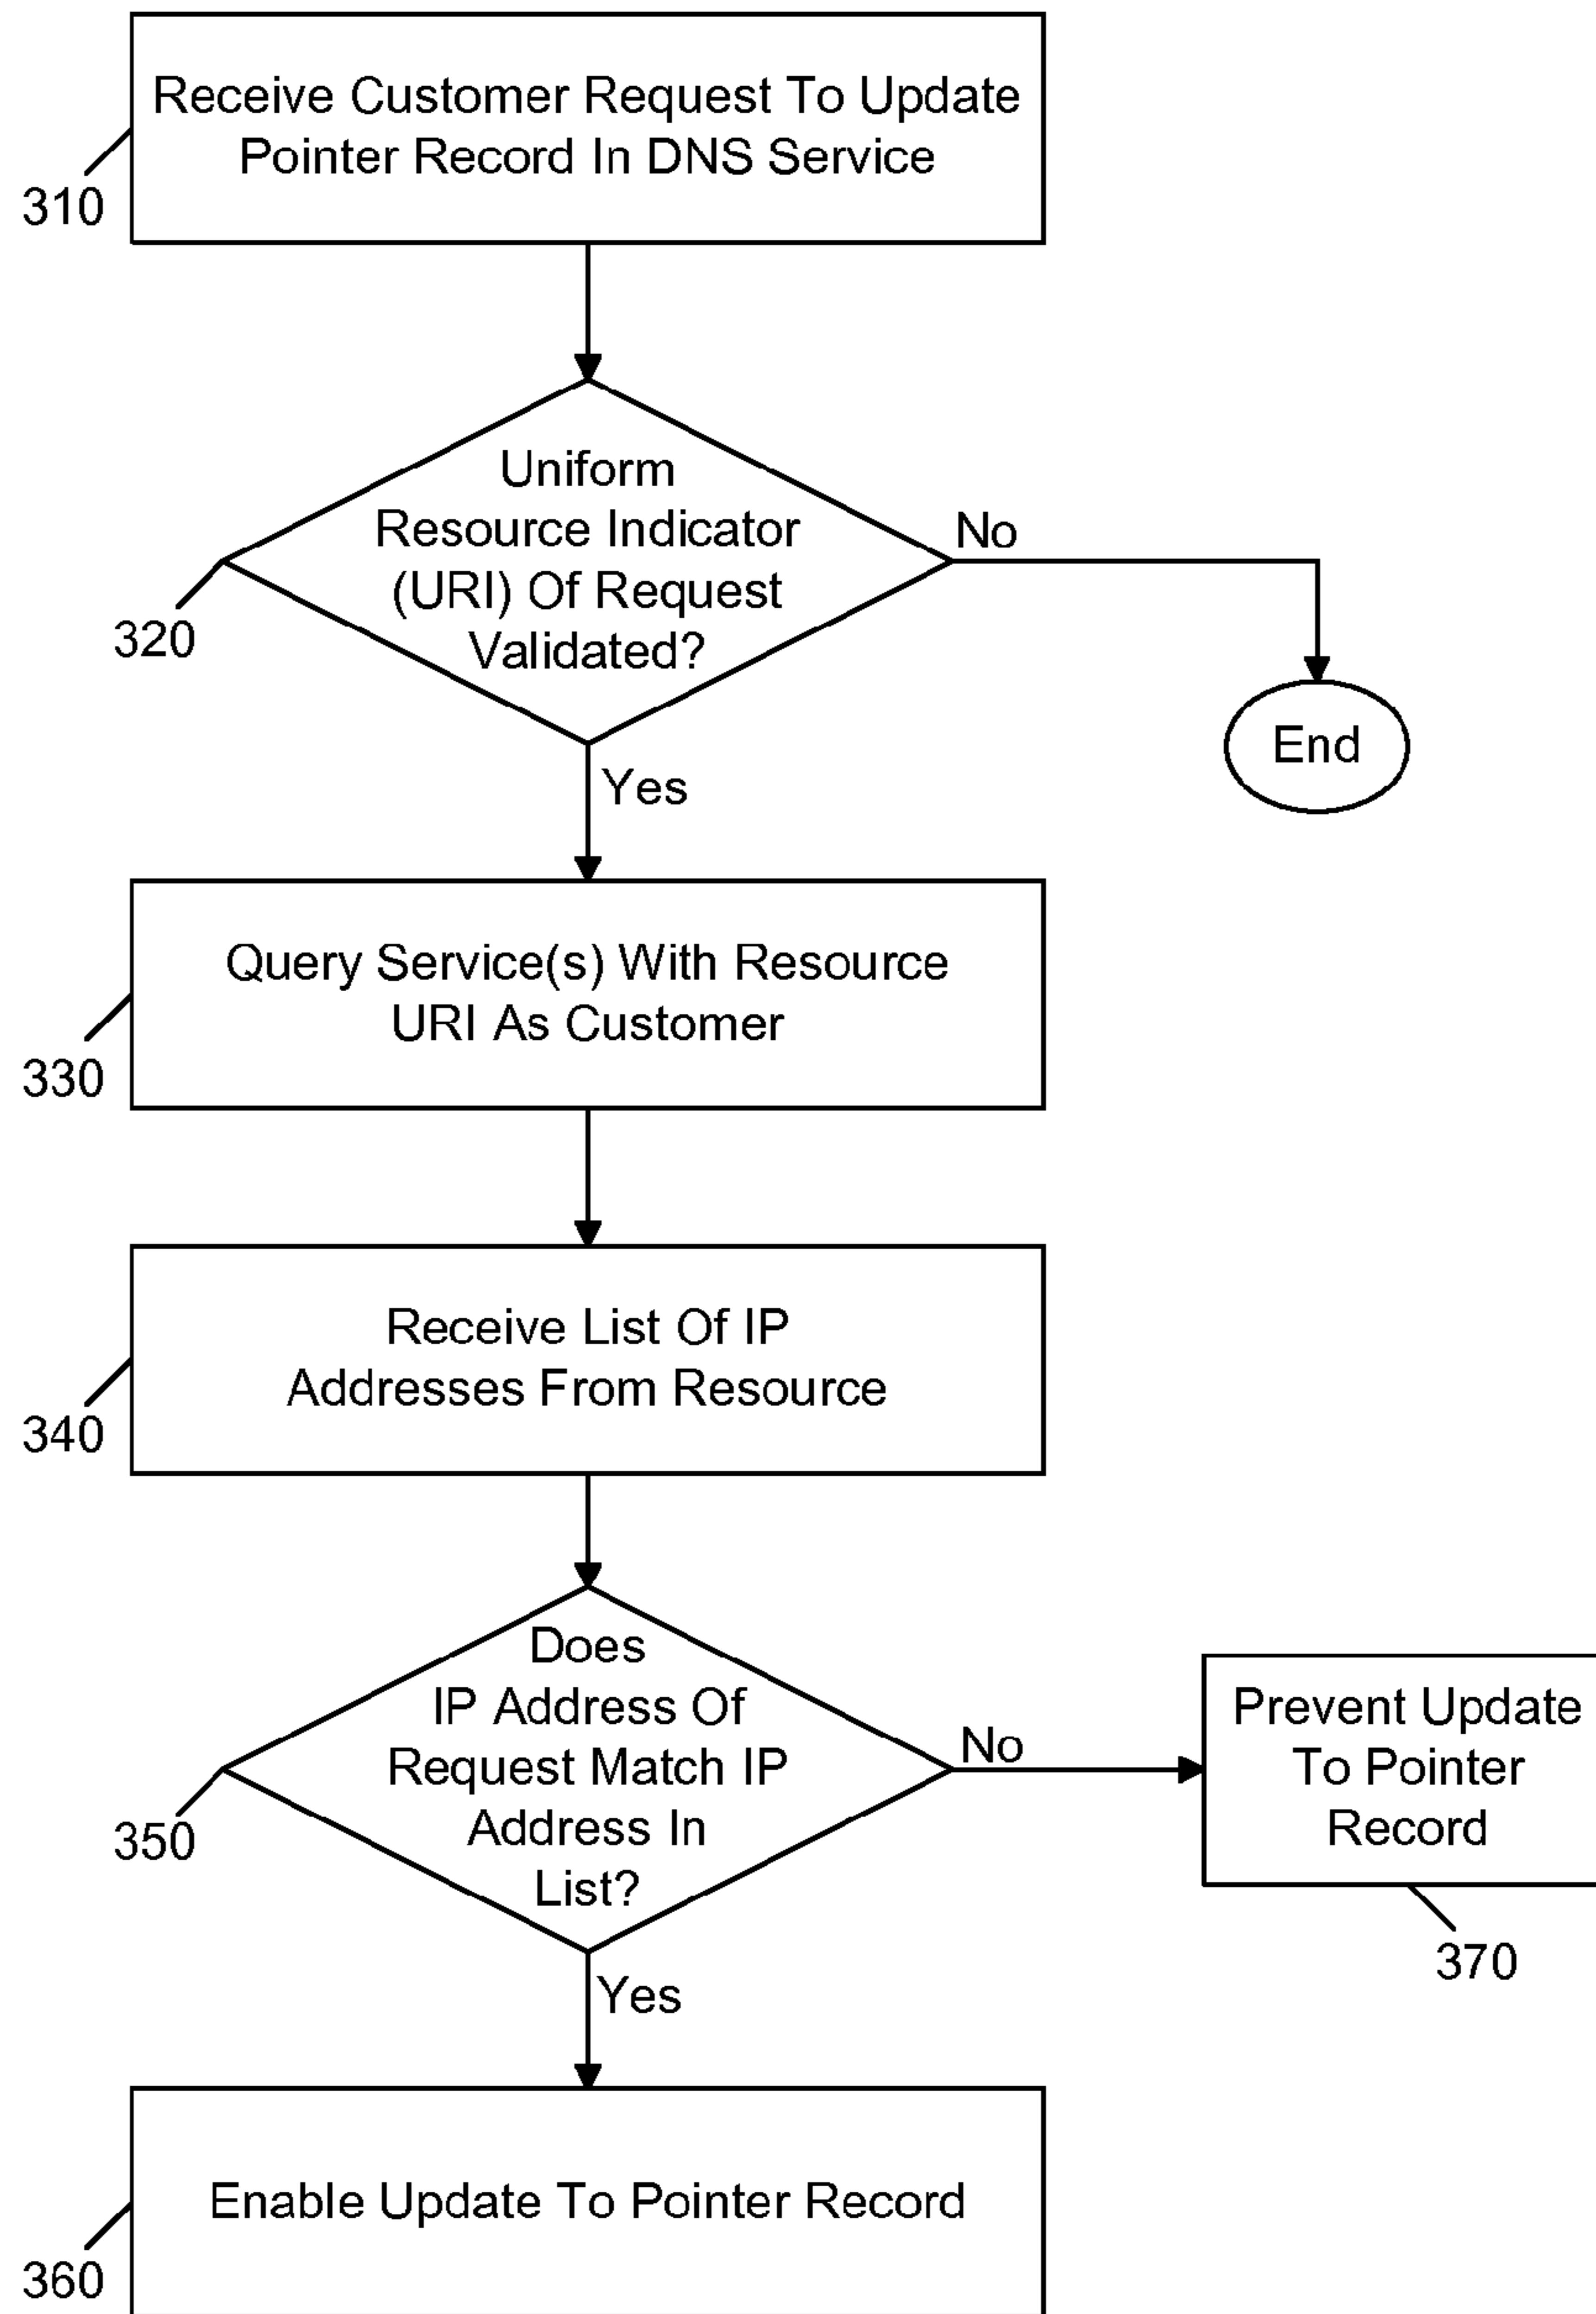 Receive Customer Request To Update
Pointer Record In DNS Service
310
Uniform
Resource Indicator
(URI) Of Request
Validated?
No
320
End
Yes
Query Service(s) With Resource
URI As Customer
330
Receive List Of IP
Addresses From Resource
340
Does
IP Address Of
Request Match IP
Address In
List?
No
350
Prevent Update
To Pointer
Record
370
Yes
Enable Update To Pointer Record
360